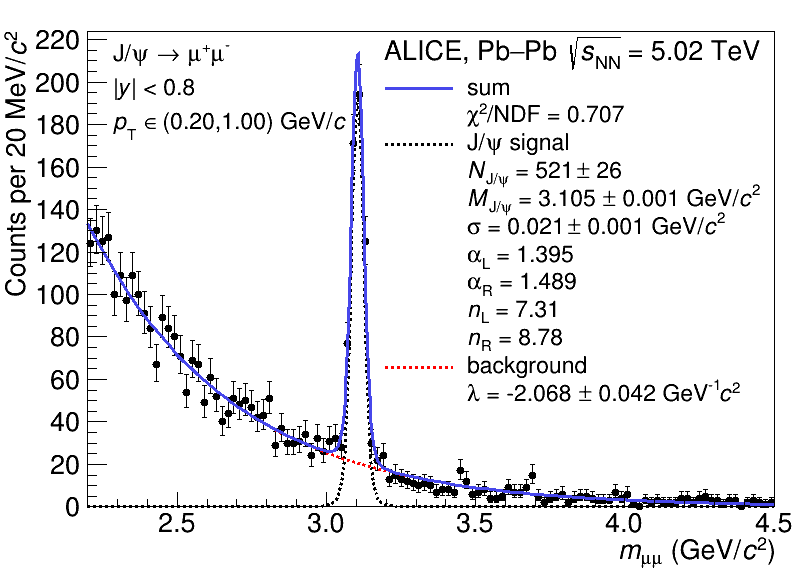 J/ψ → μ⁺μ⁻
|y| < 0.8
p_T ∈ (0.20,1.00) GeV/c
ALICE, Pb–Pb √s_NN = 5.02 TeV
sum
χ²/NDF = 0.707
J/ψ signal
N_J/ψ = 521 ± 26
M_J/ψ = 3.105 ± 0.001 GeV/c²
σ = 0.021 ± 0.001 GeV/c²
α_L = 1.395
α_R = 1.489
n_L = 7.31
n_R = 8.78
background
λ = -2.068 ± 0.042 GeV⁻¹c²
Counts per 20 MeV/c²
220
200
180
160
140
120
100
80
60
40
20
0
2.5 3.0 3.5 4.0 4.5
m_μμ (GeV/c²)